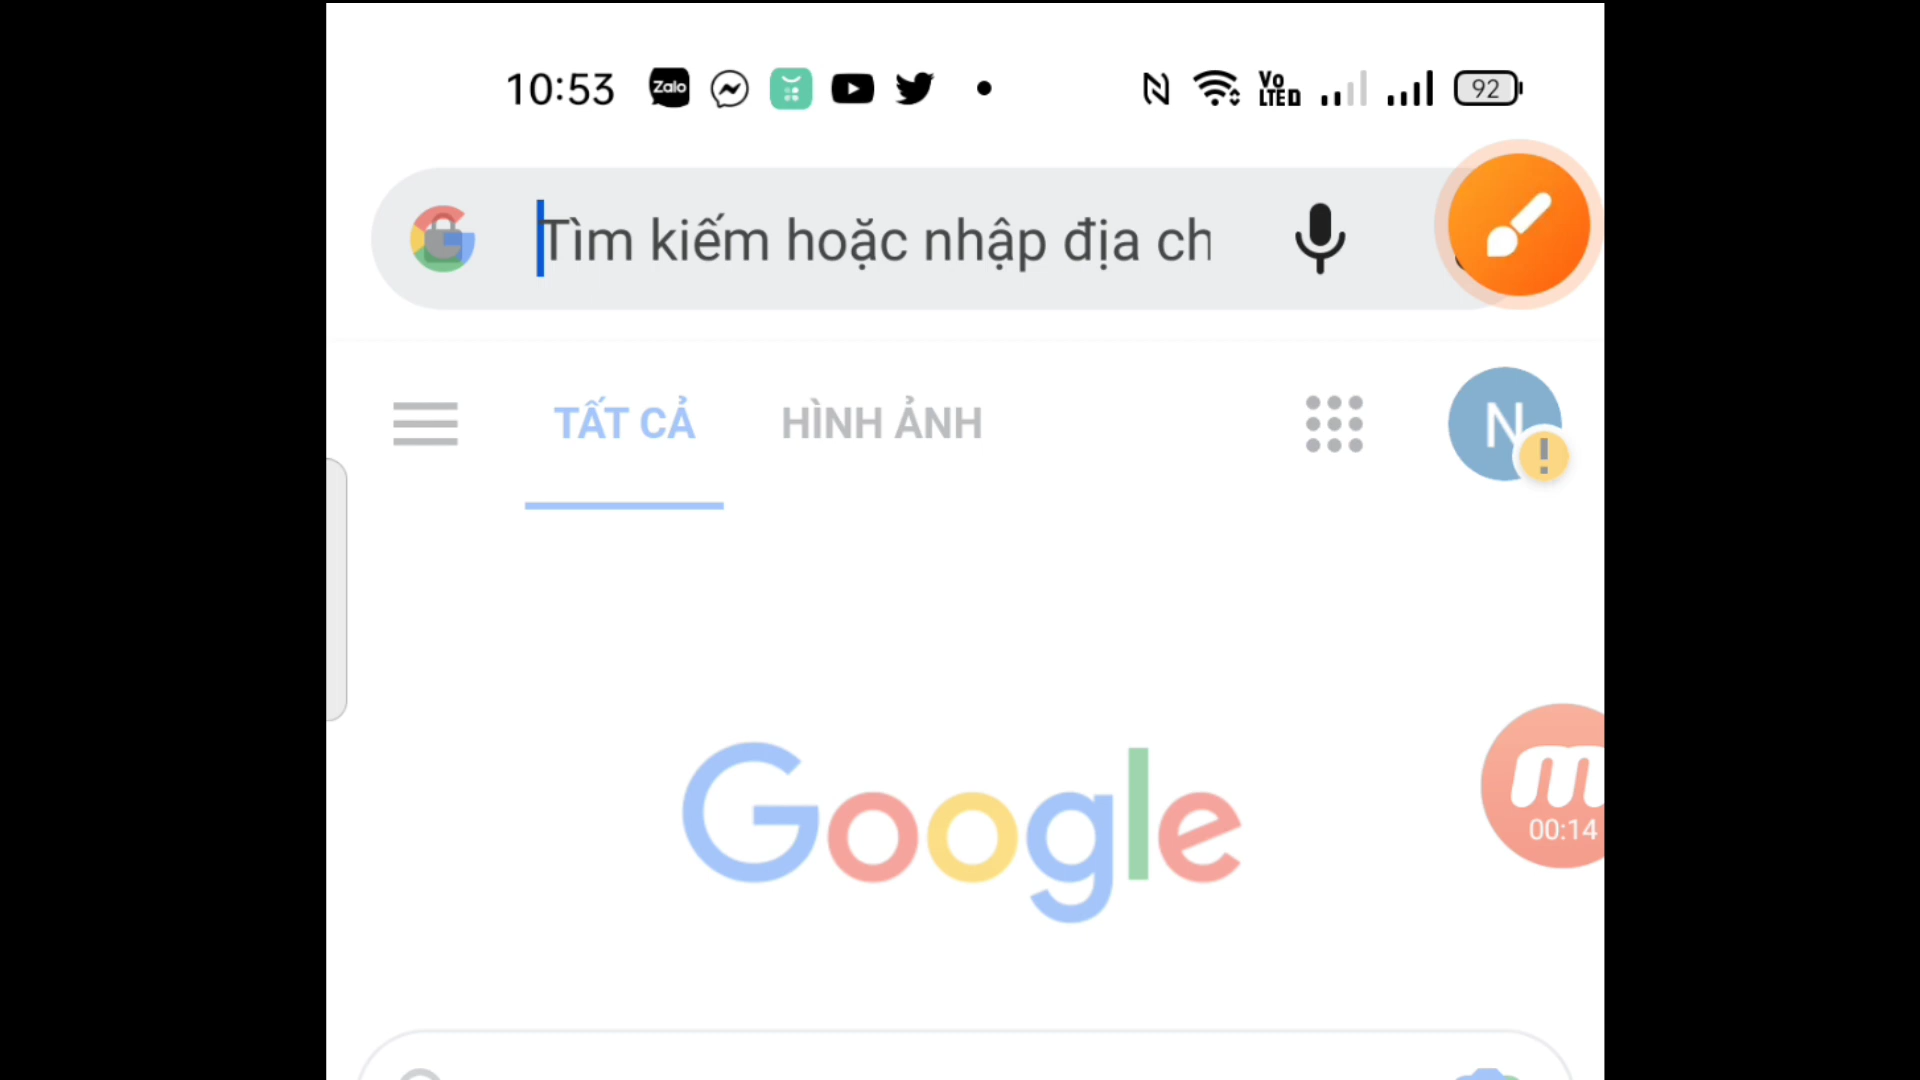 10:53 Zalo Vo LTE 92
Tìm kiếm hoặc nhập địa ch
TẤT CẢ HÌNH ẢNH N !
Google
m
00:14